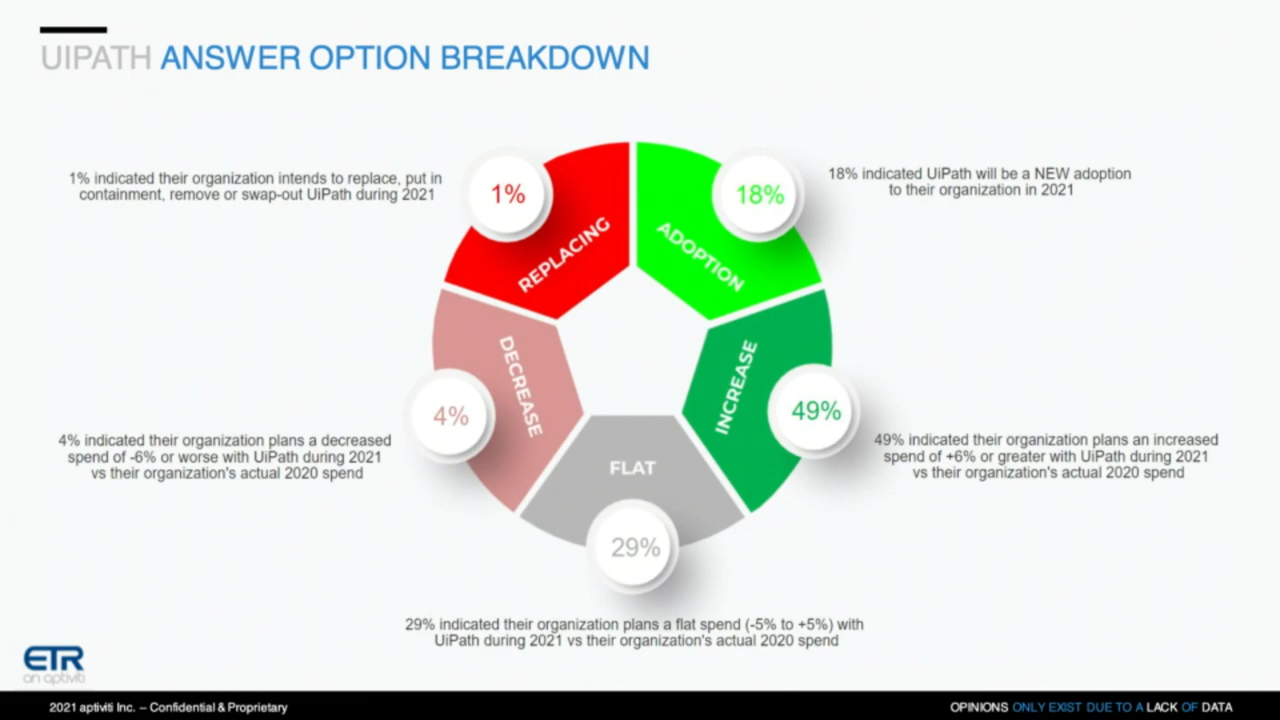 UIPATH ANSWER OPTION BREAKDOWN
1% indicated their organization intends to replace, put in
containment, remove or swap-out UiPath during 2021
1%
REPLACING
18%
ADOPTION
18% indicated UiPath will be a NEW adoption
to their organization in 2021
DECREASE
4%
4% indicated their organization plans a decreased
spend of -6% or worse with UiPath during 2021
vs their organization's actual 2020 spend
INCREASE
49%
49% indicated their organization plans an increased
spend of +6% or greater with UiPath during 2021
vs their organization's actual 2020 spend
FLAT
29%
29% indicated their organization plans a flat spend (-5% to +5%) with
UiPath during 2021 vs their organization's actual 2020 spend
ETR
an aptiviti
2021 aptiviti Inc. – Confidential & Proprietary
OPINIONS ONLY EXIST DUE TO A LACK OF DATA